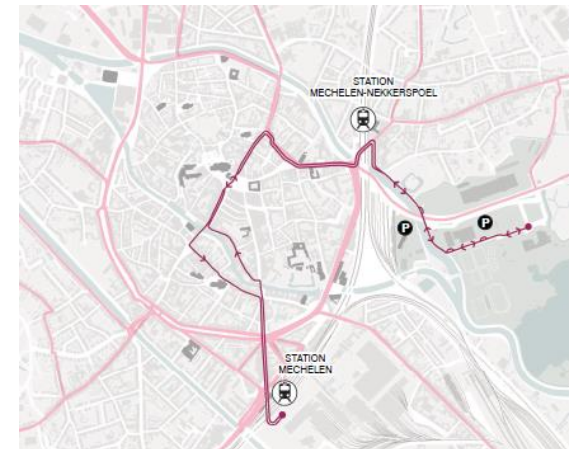 STATION
MECHELEN-NEKKERSPOEL
P
P
STATION
MECHELEN